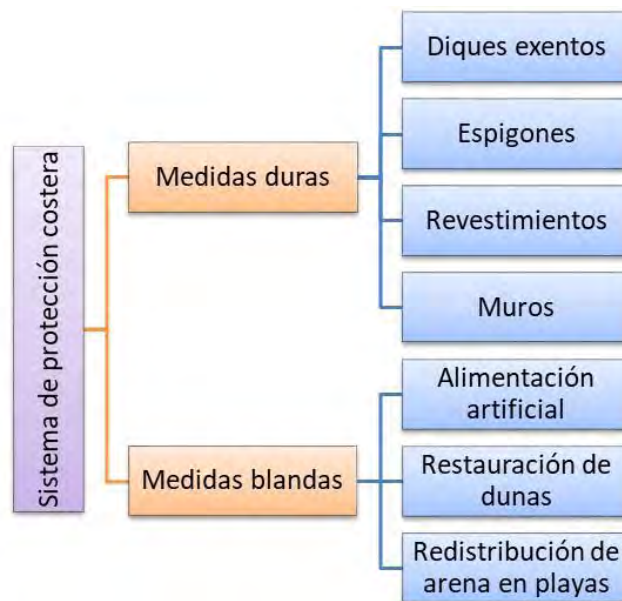 Sistema de protección costera
Medidas duras
Diques exentos
Espigones
Revestimientos
Muros
Medidas blandas
Alimentación
artificial
Restauración de
dunas
Redistribución de
arena en playas